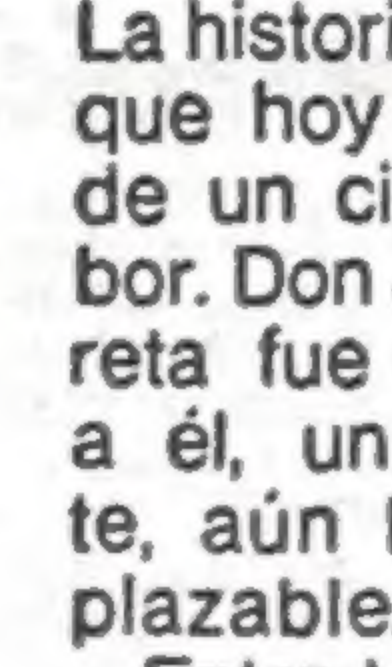 La histori
que hoy
de un ci
bor. Don
reta fue
a él, un
te, aún
plazable